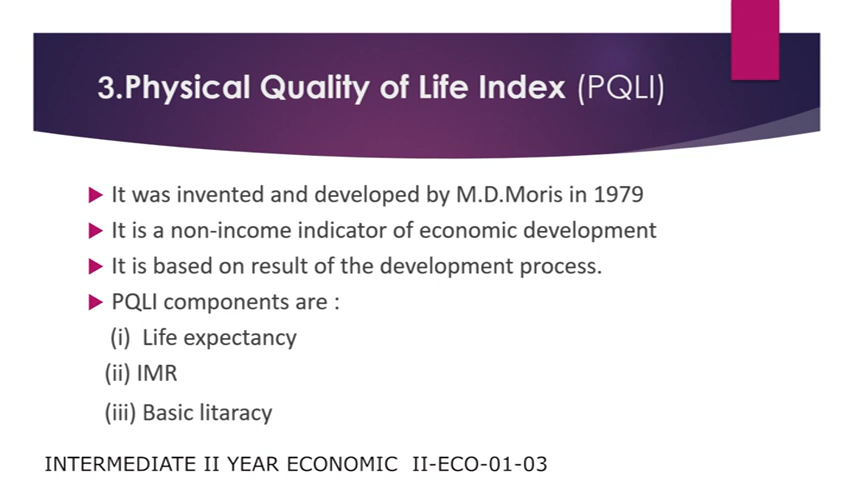 3.Physical Quality of Life Index (PQLI)
It was invented and developed by M.D.Moris in 1979
It is a non-income indicator of economic development
It is based on result of the development process.
PQLI components are :
(i) Life expectancy
(ii) IMR
(iii) Basic litaracy
INTERMEDIATE II YEAR ECONOMIC II-ECO-01-03